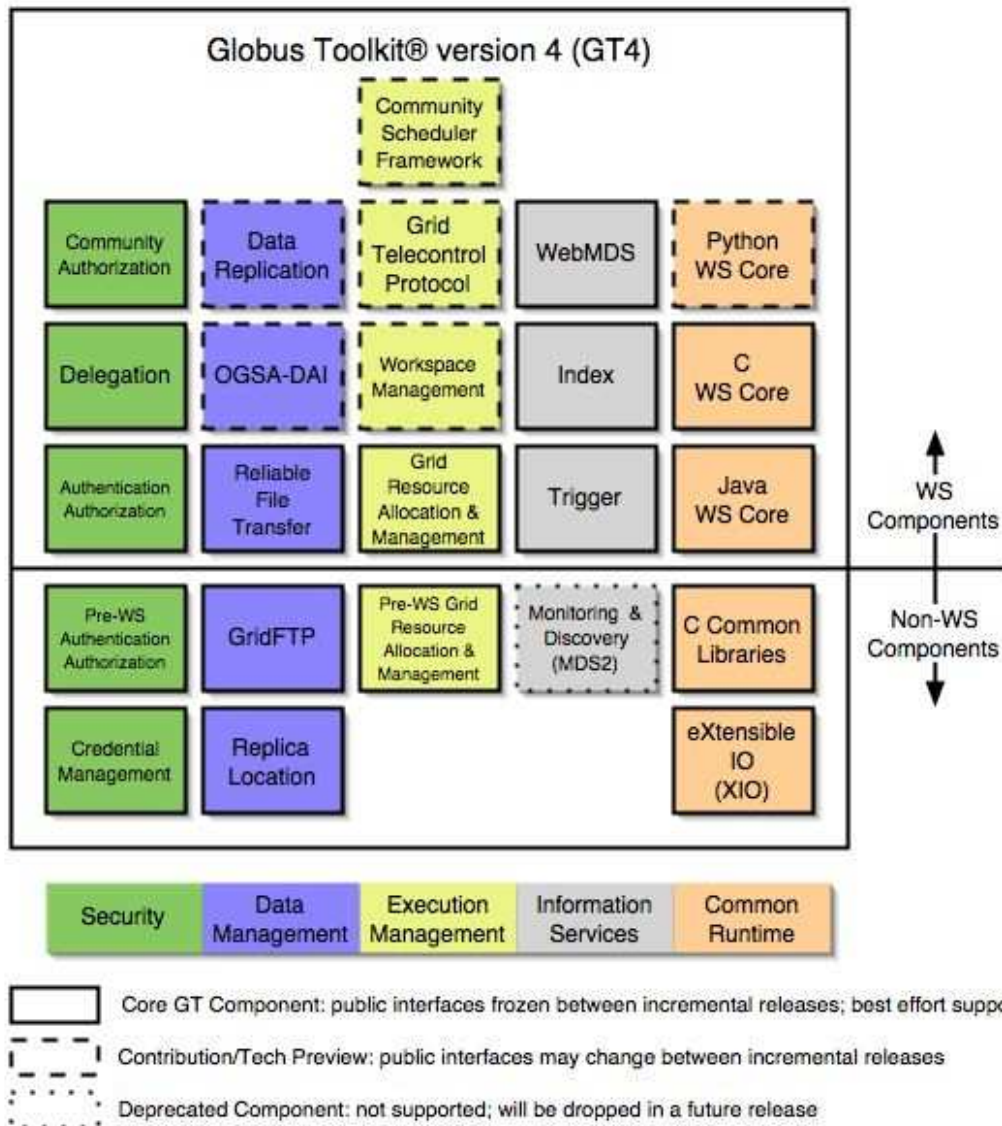 Globus Toolkit® version 4 (GT4)
Community
Scheduler
Framework
Community
Authorization
Data
Replication
Grid
Telecontrol
Protocol
WebMDS
Python
WS Core
Delegation
OGSA-DAI
Workspace
Management
Index
C
WS Core
Authentication
Authorization
Reliable
File
Transfer
Grid
Resource
Allocation &
Management
Trigger
Java
WS Core
WS
Components
Pre-WS
Authentication
Authorization
GridFTP
Pre-WS Grid
Resource
Allocation &
Management
Monitoring &
Discovery
(MDS2)
C Common
Libraries
Non-WS
Components
Credential
Management
Replica
Location
eXtensible
IO
(XIO)
Security
Data
Management
Execution
Management
Information
Services
Common
Runtime
Core GT Component: public interfaces frozen between incremental releases; best effort
Contribution/Tech Preview: public interfaces may change between incremental releases
Deprecated Component: not supported; will be dropped in a future release